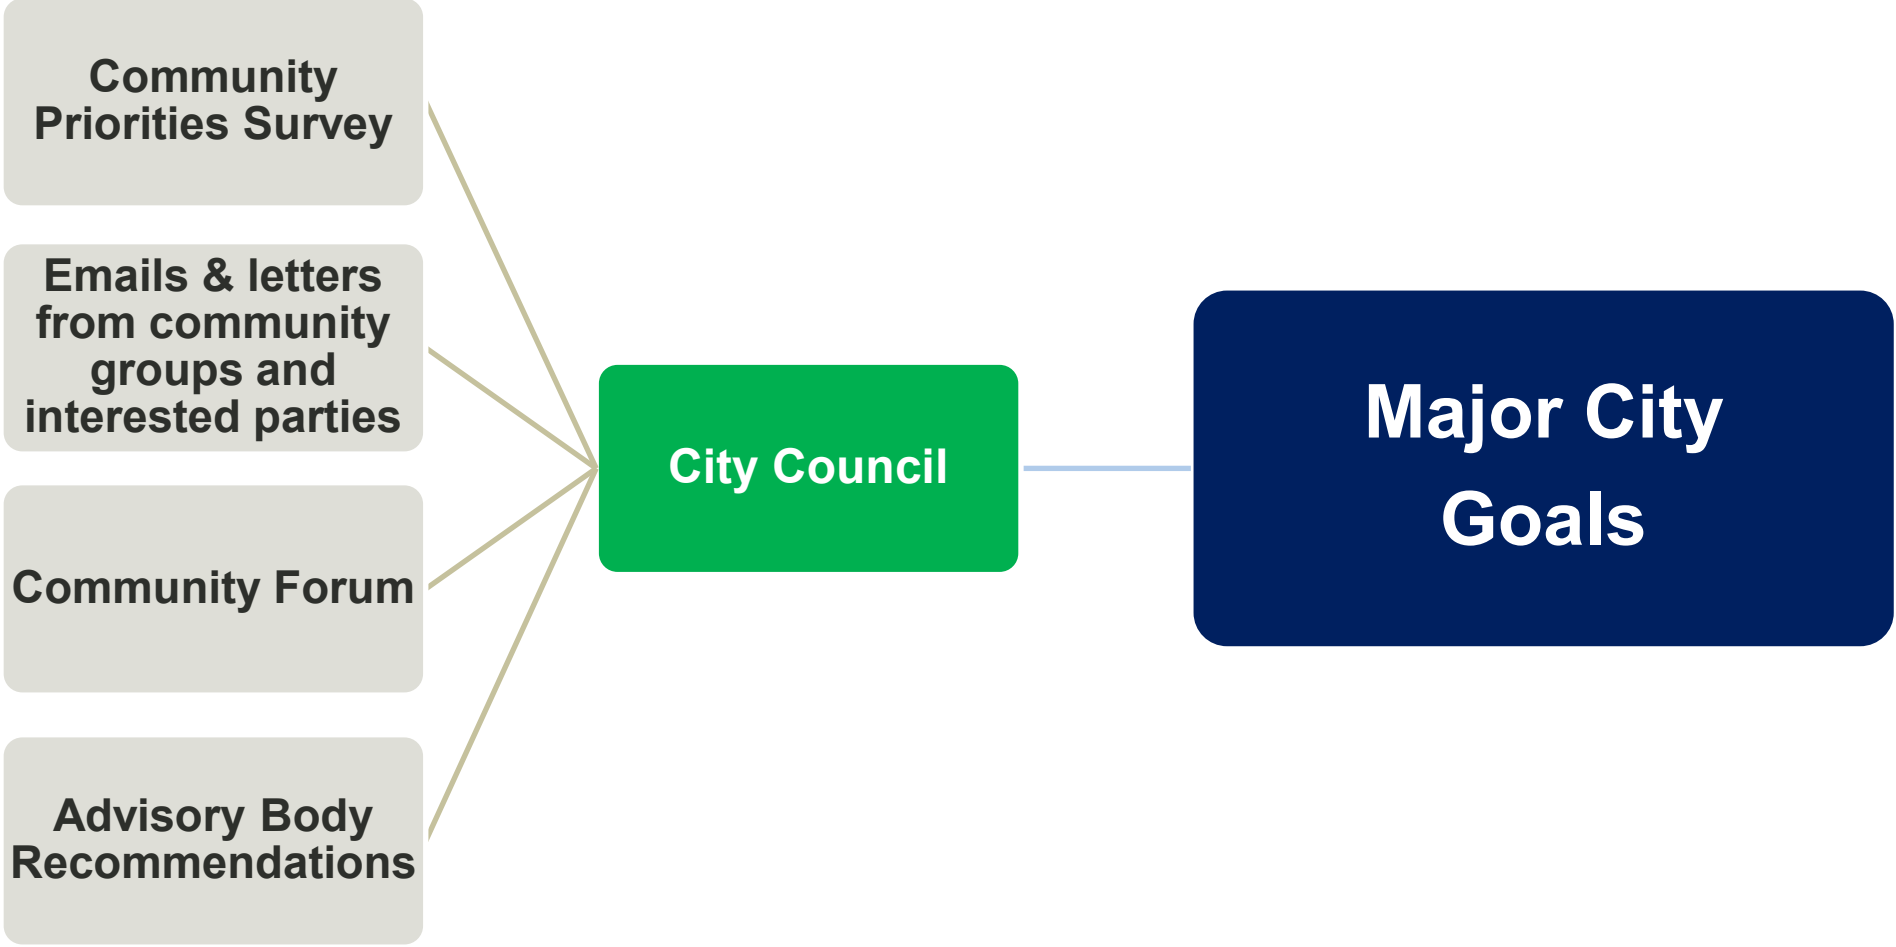 Community
Priorities Survey
Emails & letters
from community
groups and
interested parties
Community Forum
Advisory Body
Recommendations
City Council
Major City
Goals